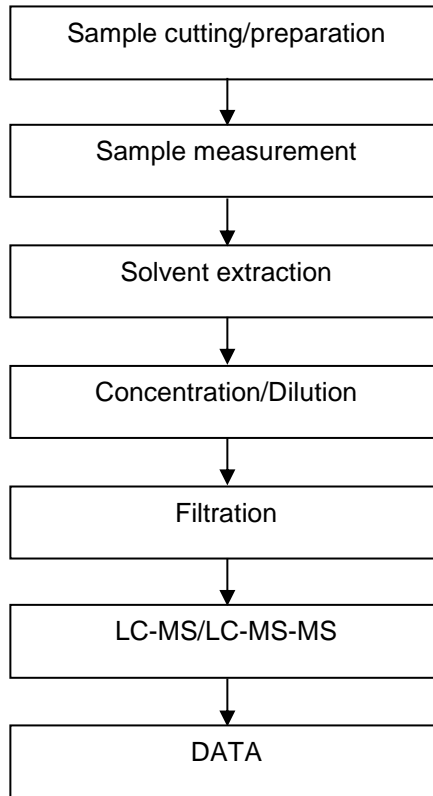 Sample cutting/preparation
Sample measurement
Solvent extraction
Concentration/Dilution
Filtration
LC-MS/LC-MS-MS
DATA